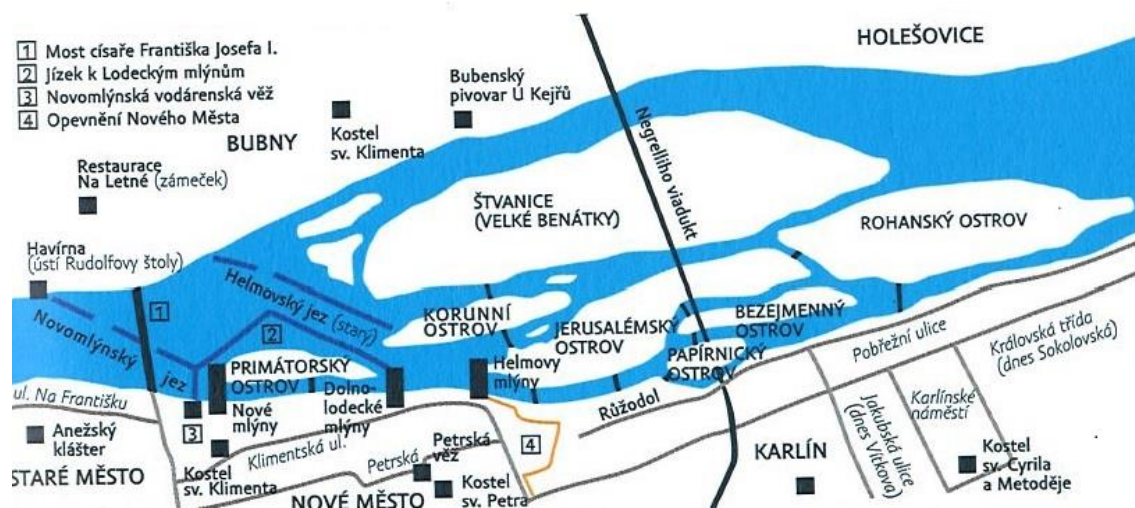 1 Most císaře Františka Josefa I.
2 Jízek k Lodeckým mlýnům
3 Novomlýnská vodárenská věž
4 Opevnění Nového Města
HOLEŠOVICE
Bubenský
pivovar U Kejřů
BUBNY
Kostel
sv. Klimenta
Restaurace
Na Letné (zámeček)
Negrelliho viadukt
ŠTVANICE
(VELKÉ BENÁTKY)
ROHANSKÝ OSTROV
Havírna
(ústí Rudolfovy štoly)
1
Helmovský jez (starý)
2
Novomlýnský
jez
KORUNNÍ
OSTROV
JERUSALÉMSKÝ
OSTROV
BEZEJMENNÝ
OSTROV
PAPÍRNICKÝ
OSTROV
PRIMÁTORSKÝ
OSTROV
Helmovy
mlýny
Dolno-
lodecké
mlýny
Nové
mlýny
3
Pobřežní ulice
Královská třída
(dnes Sokolovská)
ul. Na Františku
Růžodol
Jakubská ulice
(dnes Vítkova)
Karlínské
náměstí
Anežský
klášter
Klimentská ul.
4
Petrská
věž
Petrská
KARLÍN
Kostel
sv. Cyrila
a Metoděje
STARÉ MĚSTO
Kostel
sv. Klimenta
NOVÉ MĚSTO
Kostel
sv. Petra